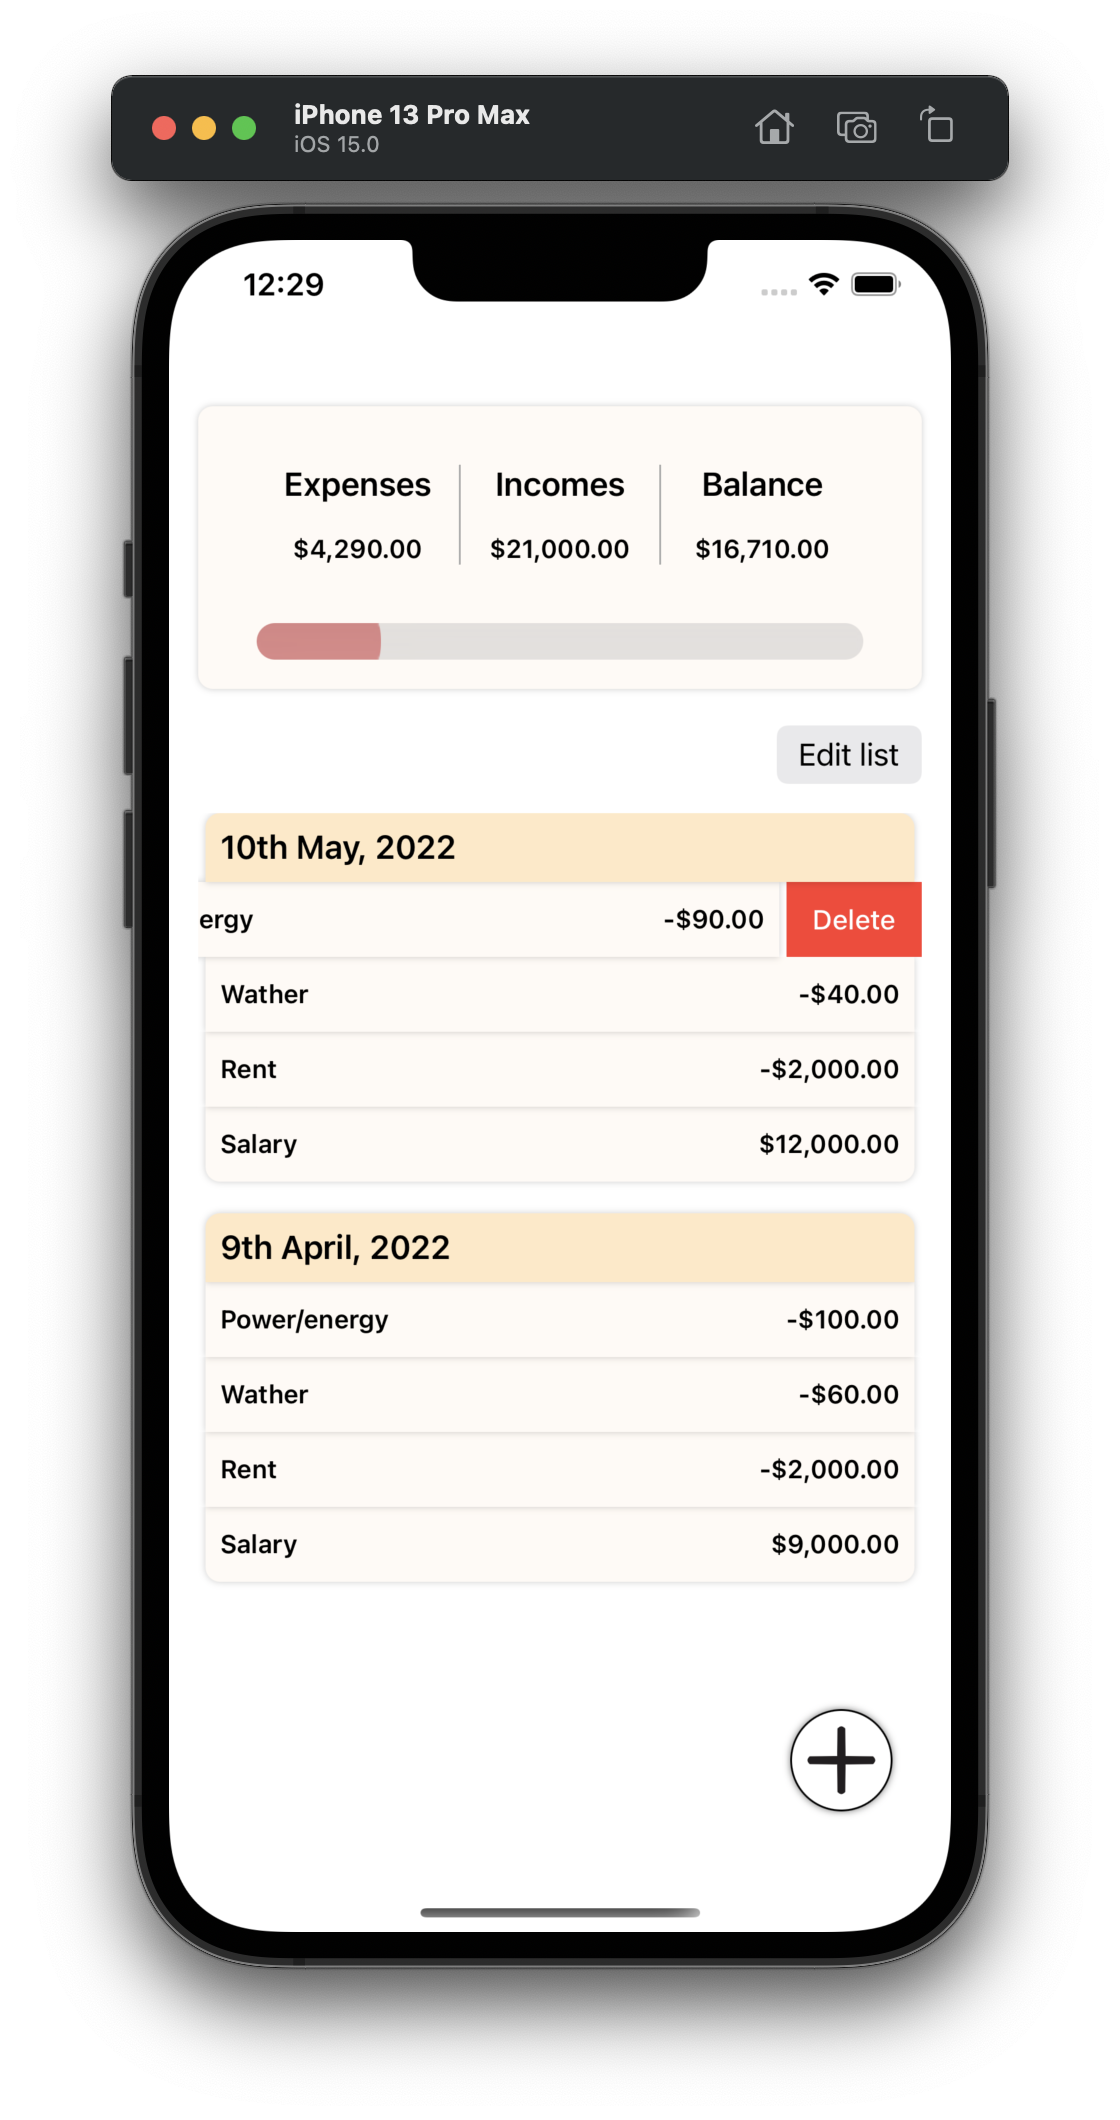 iPhone 13 Pro Max
iOS 15.0
12:29
Expenses Incomes Balance
$4,290.00 $21,000.00 $16,710.00
Edit list
10th May, 2022
ergy -$90.00 Delete
Wather -$40.00
Rent -$2,000.00
Salary $12,000.00
9th April, 2022
Power/energy -$100.00
Wather -$60.00
Rent -$2,000.00
Salary $9,000.00